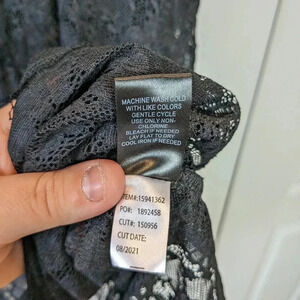 MACHINE WASH COLD
WITH LIKE COLORS
GENTLE CYCLE
USE ONLY NON-
CHLORINE
BLEACH IF NEEDED
LAY FLAT TO DRY
COOL IRON IF NEEDED
ITEM#:15941362
PO#: 189245B
CUT#: 150956
CUT DATE:
08/2021